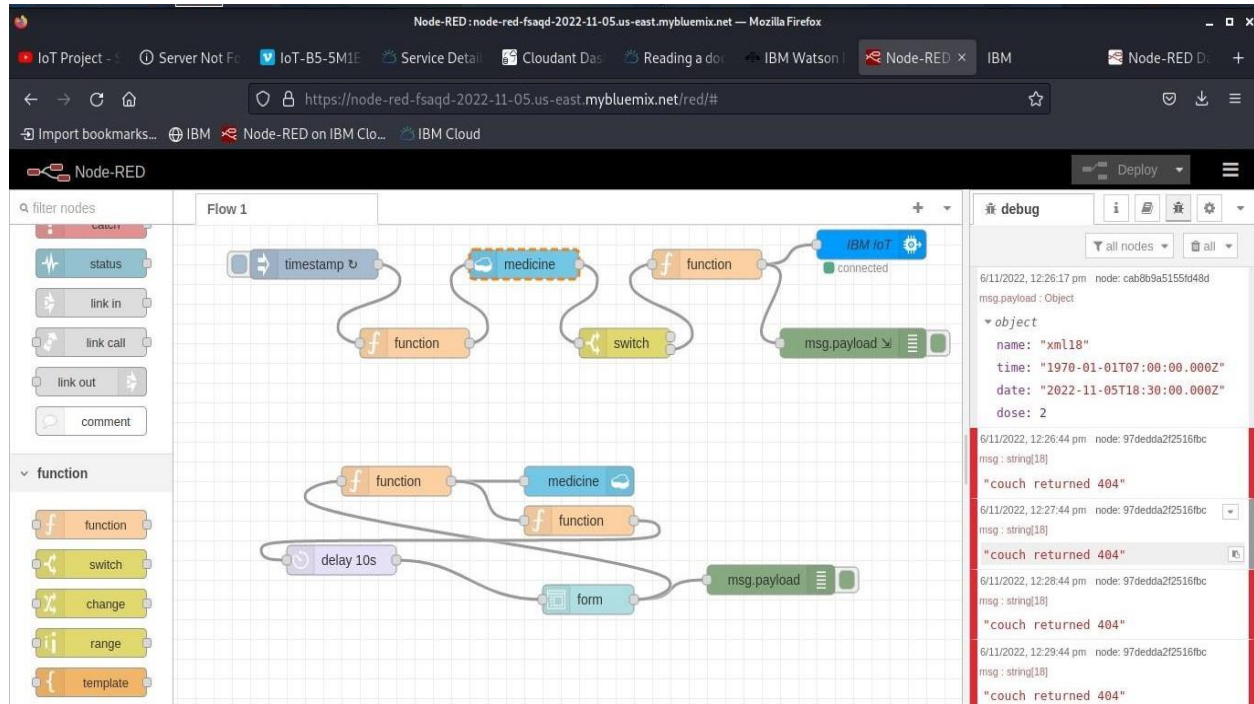 Node-RED : node-red-fsaqd-2022-11-05.us-east.mybluemix.net — Mozilla Firefox
IoT Project - S Server Not Fo IoT-B5-5M1E Service Detail Cloudant Das Reading a doc IBM Watson I Node-RED × IBM Node-RED Da +
https://node-red-fsaqd-2022-11-05.us-east.mybluemix.net/red/#
Import bookmarks... IBM Node-RED on IBM Clo... IBM Cloud
Node-RED Deploy
filter nodes Flow 1 + debug i
catch
status
link in
link call
link out
comment
function
function
switch
change
range
template
timestamp ↻
medicine
function
IBM IoT
connected
function
switch
msg.payload
function
medicine
function
delay 10s
form
msg.payload
all nodes all
6/11/2022, 12:26:17 pm node: cab8b9a5155fd48d
msg.payload : Object
object
name: "xml18"
time: "1970-01-01T07:00:00.000Z"
date: "2022-11-05T18:30:00.000Z"
dose: 2
6/11/2022, 12:26:44 pm node: 97dedda2f2516fbc
msg : string[18]
"couch returned 404"
6/11/2022, 12:27:44 pm node: 97dedda2f2516fbc
msg : string[18]
"couch returned 404"
6/11/2022, 12:28:44 pm node: 97dedda2f2516fbc
msg : string[18]
"couch returned 404"
6/11/2022, 12:29:44 pm node: 97dedda2f2516fbc
msg : string[18]
"couch returned 404"